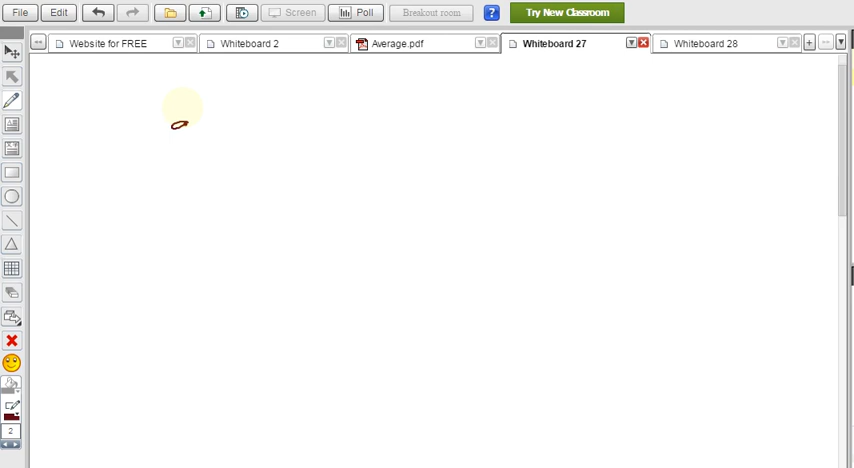 File Edit Screen Poll Breakout room ? Try New Classroom
Website for FREE Whiteboard 2 Average.pdf Whiteboard 27 Whiteboard 28
2